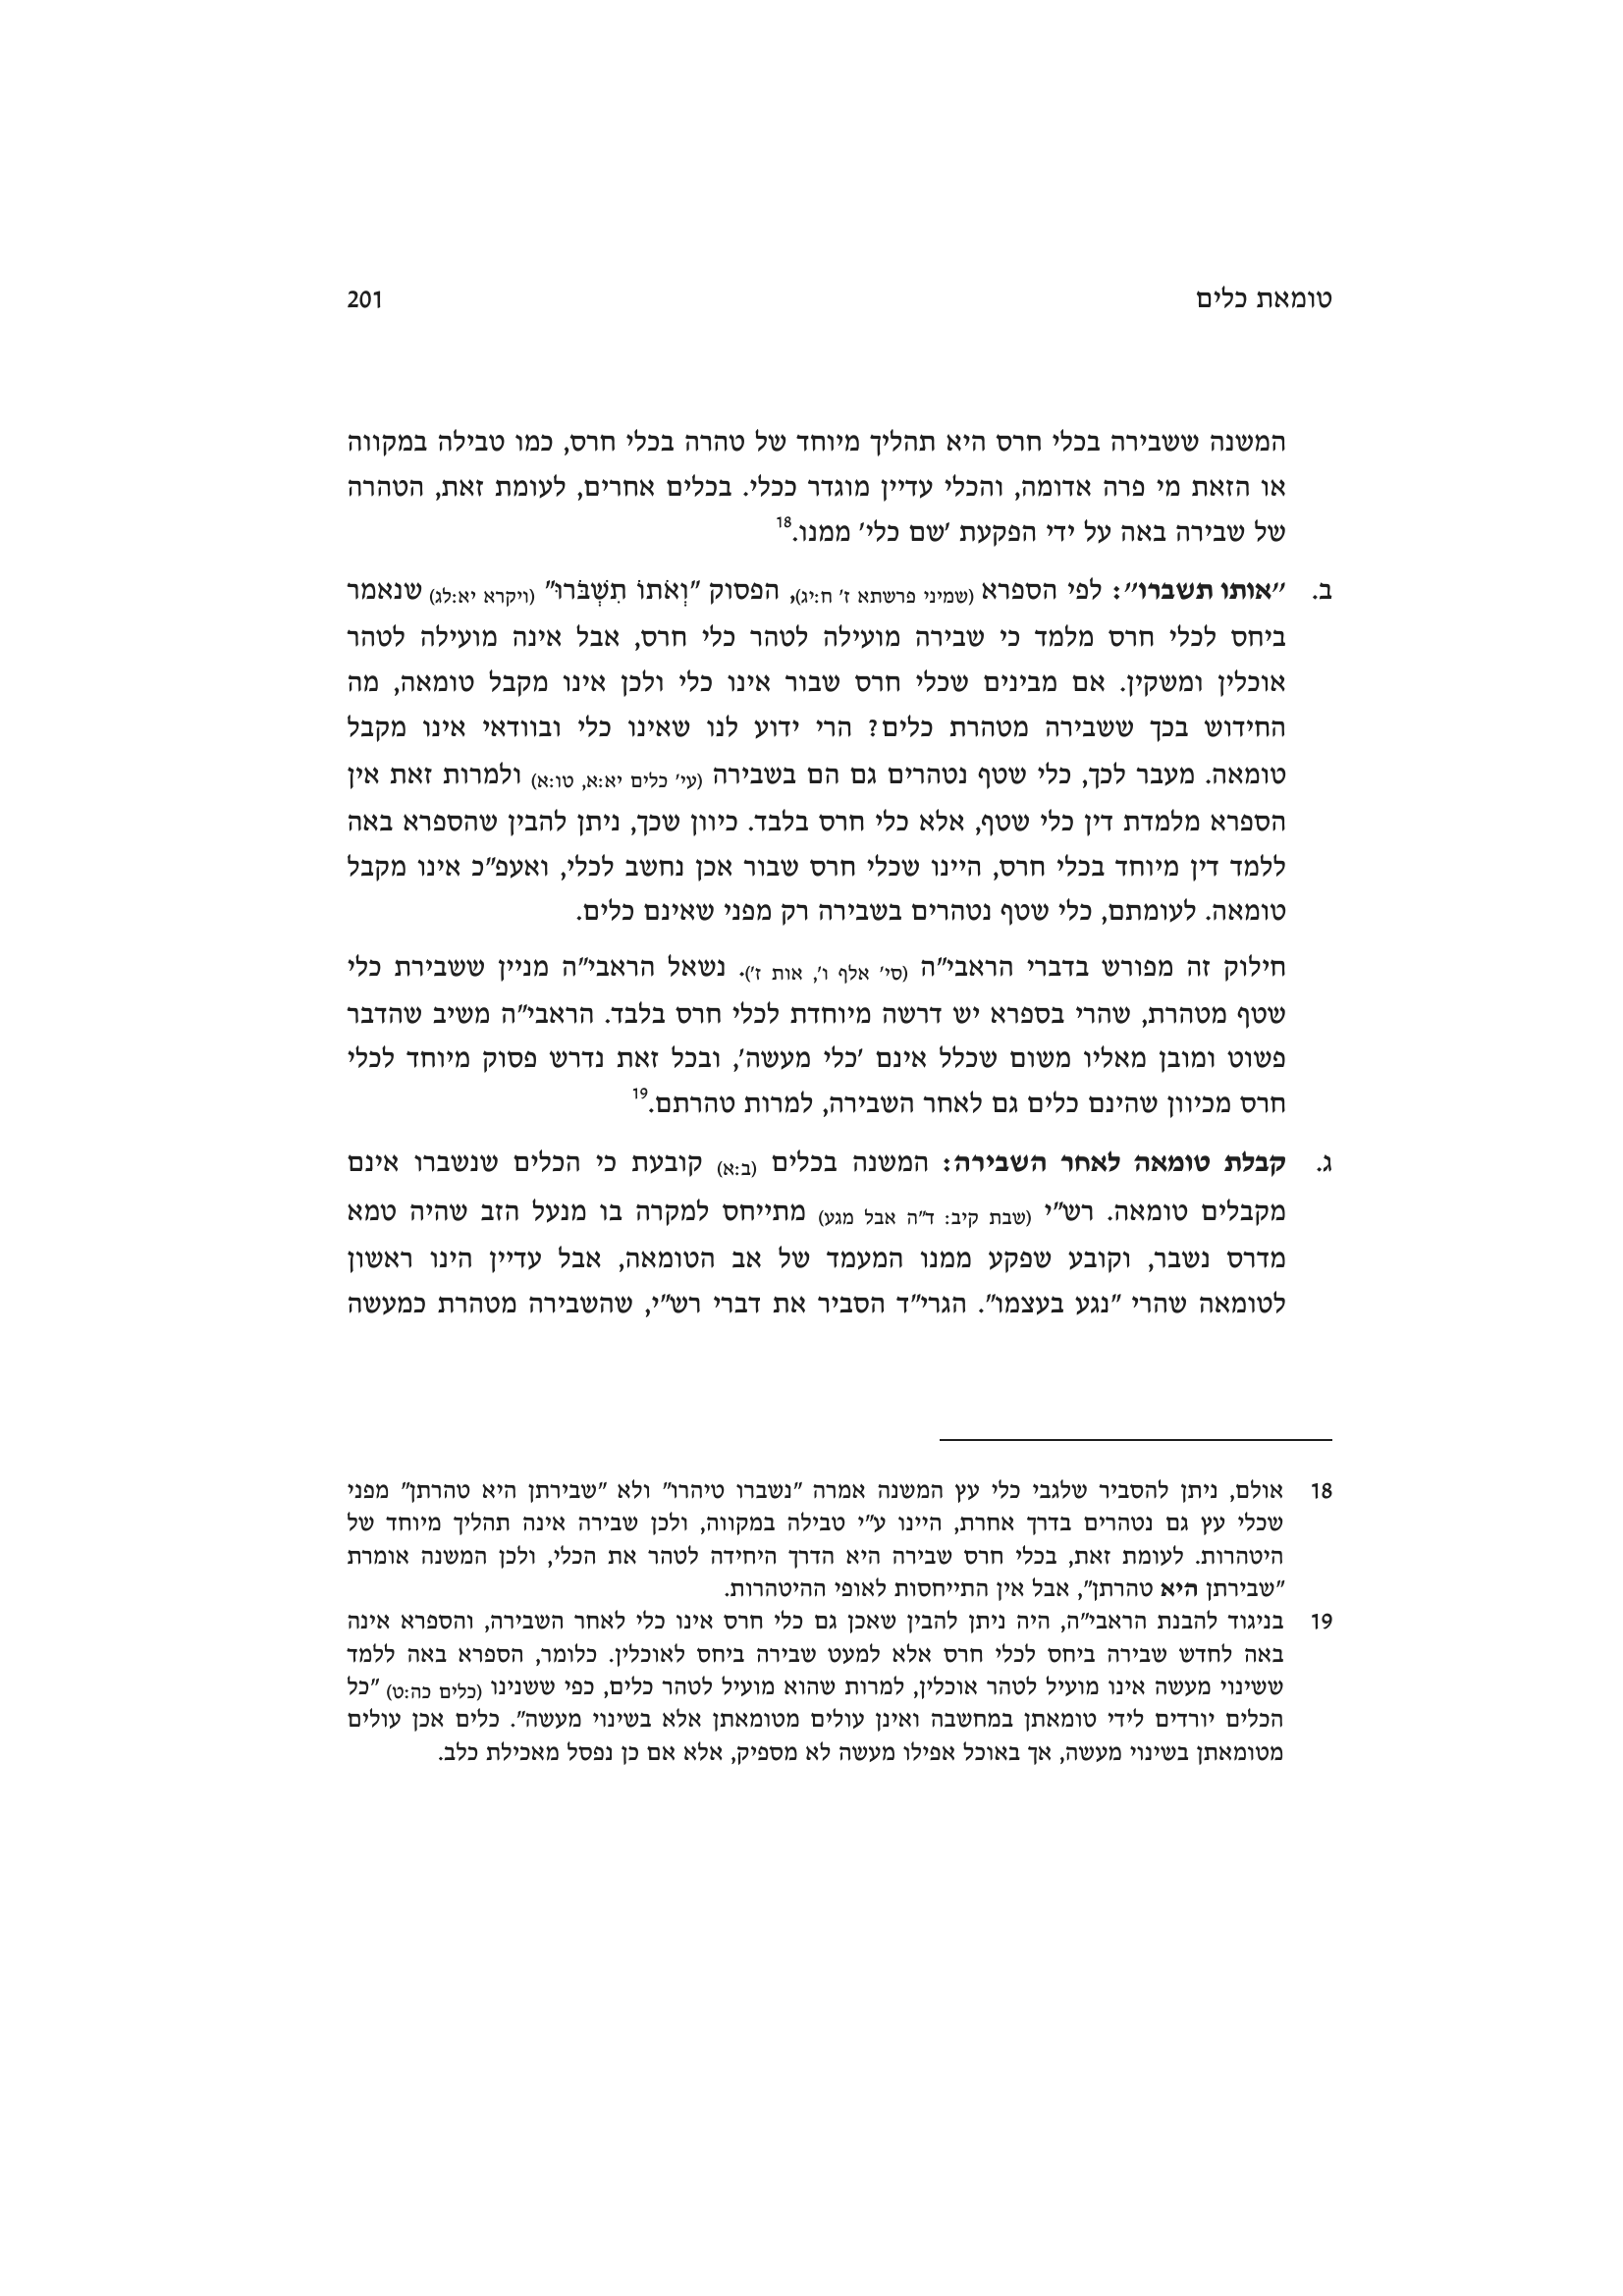 טומאת כלים 201
המשנה ששבירה בכלי חרס היא תהליך מיוחד של טהרה בכלי חרס, כמו טבילה במקווה
או הזאת מי פרה אדומה, והכלי עדיין מוגדר ככלי. בכלים אחרים, לעומת זאת, הטהרה
של שבירה באה על ידי הפקעת 'שם כלי' ממנו.18
ב. "אותו תשברו": לפי הספרא (שמיני פרשתא ז' ח:יג), הפסוק "וְאֹתוֹ תִשְׁבֹּרוּ" (ויקרא יא:לג) שנאמר
ביחס לכלי חרס מלמד כי שבירה מועילה לטהר כלי חרס, אבל אינה מועילה לטהר
אוכלין ומשקין. אם מבינים שכלי חרס שבור אינו כלי ולכן אינו מקבל טומאה, מה
החידוש בכך ששבירה מטהרת כלים? הרי ידוע לנו שאינו כלי ובוודאי אינו מקבל
טומאה. מעבר לכך, כלי שטף נטהרים גם הם בשבירה (עי' כלים יא:א, טו:א) ולמרות זאת אין
הספרא מלמדת דין כלי שטף, אלא כלי חרס בלבד. כיוון שכך, ניתן להבין שהספרא באה
ללמד דין מיוחד בכלי חרס, היינו שכלי חרס שבור אכן נחשב לכלי, ואעפ"כ אינו מקבל
טומאה. לעומתם, כלי שטף נטהרים בשבירה רק מפני שאינם כלים.
חילוק זה מפורש בדברי הראבי"ה (סי' אלף ו', אות ז'). נשאל הראבי"ה מניין ששבירת כלי
שטף מטהרת, שהרי בספרא יש דרשה מיוחדת לכלי חרס בלבד. הראבי"ה משיב שהדבר
פשוט ומובן מאליו משום שכלל אינם 'כלי מעשה', ובכל זאת נדרש פסוק מיוחד לכלי
חרס מכיוון שהינם כלים גם לאחר השבירה, למרות טהרתם.19
ג. קבלת טומאה לאחר השבירה: המשנה בכלים (ב:א) קובעת כי הכלים שנשברו אינם
מקבלים טומאה. רש"י (שבת קיב: ד"ה אבל מגע) מתייחס למקרה בו מנעל הזב שהיה טמא
מדרס נשבר, וקובע שפקע ממנו המעמד של אב הטומאה, אבל עדיין הינו ראשון
לטומאה שהרי "נגע בעצמו". הגרי"ד הסביר את דברי רש"י, שהשבירה מטהרת כמעשה
18 אולם, ניתן להסביר שלגבי כלי עץ המשנה אמרה "נשברו טיהרו" ולא "שבירתן היא טהרתן" מפני
שכלי עץ גם נטהרים בדרך אחרת, היינו ע"י טבילה במקווה, ולכן שבירה אינה תהליך מיוחד של
היטהרות. לעומת זאת, בכלי חרס שבירה היא הדרך היחידה לטהר את הכלי, ולכן המשנה אומרת
"שבירתן היא טהרתן", אבל אין התייחסות לאופי ההיטהרות.
19 בניגוד להבנת הראבי"ה, היה ניתן להבין שאכן גם כלי חרס אינו כלי לאחר השבירה, והספרא אינה
באה לחדש שבירה ביחס לכלי חרס אלא למעט שבירה ביחס לאוכלין. כלומר, הספרא באה ללמד
ששינוי מעשה אינו מועיל לטהר אוכלין, למרות שהוא מועיל לטהר כלים, כפי ששנינו (כלים כה:ט) "כל
הכלים יורדים לידי טומאתן במחשבה ואינן עולים מטומאתן אלא בשינוי מעשה". כלים אכן עולים
מטומאתן בשינוי מעשה, אך באוכל אפילו מעשה לא מספיק, אלא אם כן נפסל מאכילת כלב.